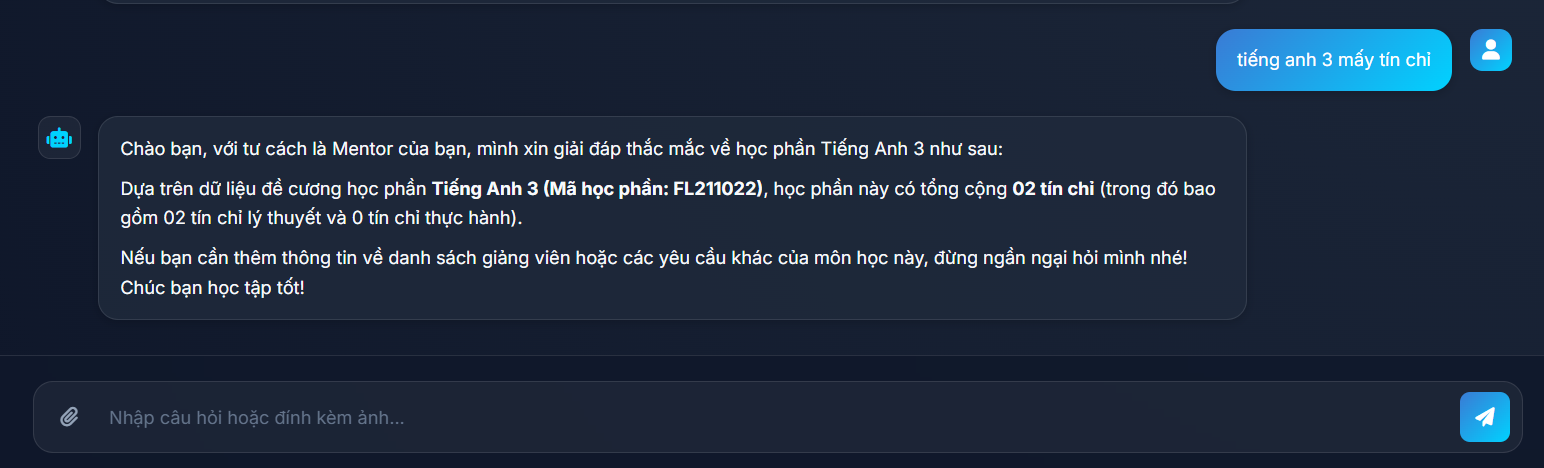 tiếng anh 3 mấy tín chỉ
Chào bạn, với tư cách là Mentor của bạn, mình xin giải đáp thắc mắc về học phần Tiếng Anh 3 như sau:
Dựa trên dữ liệu đề cương học phần Tiếng Anh 3 (Mã học phần: FL211022), học phần này có tổng cộng 02 tín chỉ (trong đó bao
gồm 02 tín chỉ lý thuyết và 0 tín chỉ thực hành).
Nếu bạn cần thêm thông tin về danh sách giảng viên hoặc các yêu cầu khác của môn học này, đừng ngần ngại hỏi mình nhé!
Chúc bạn học tập tốt!
Nhập câu hỏi hoặc đính kèm ảnh...